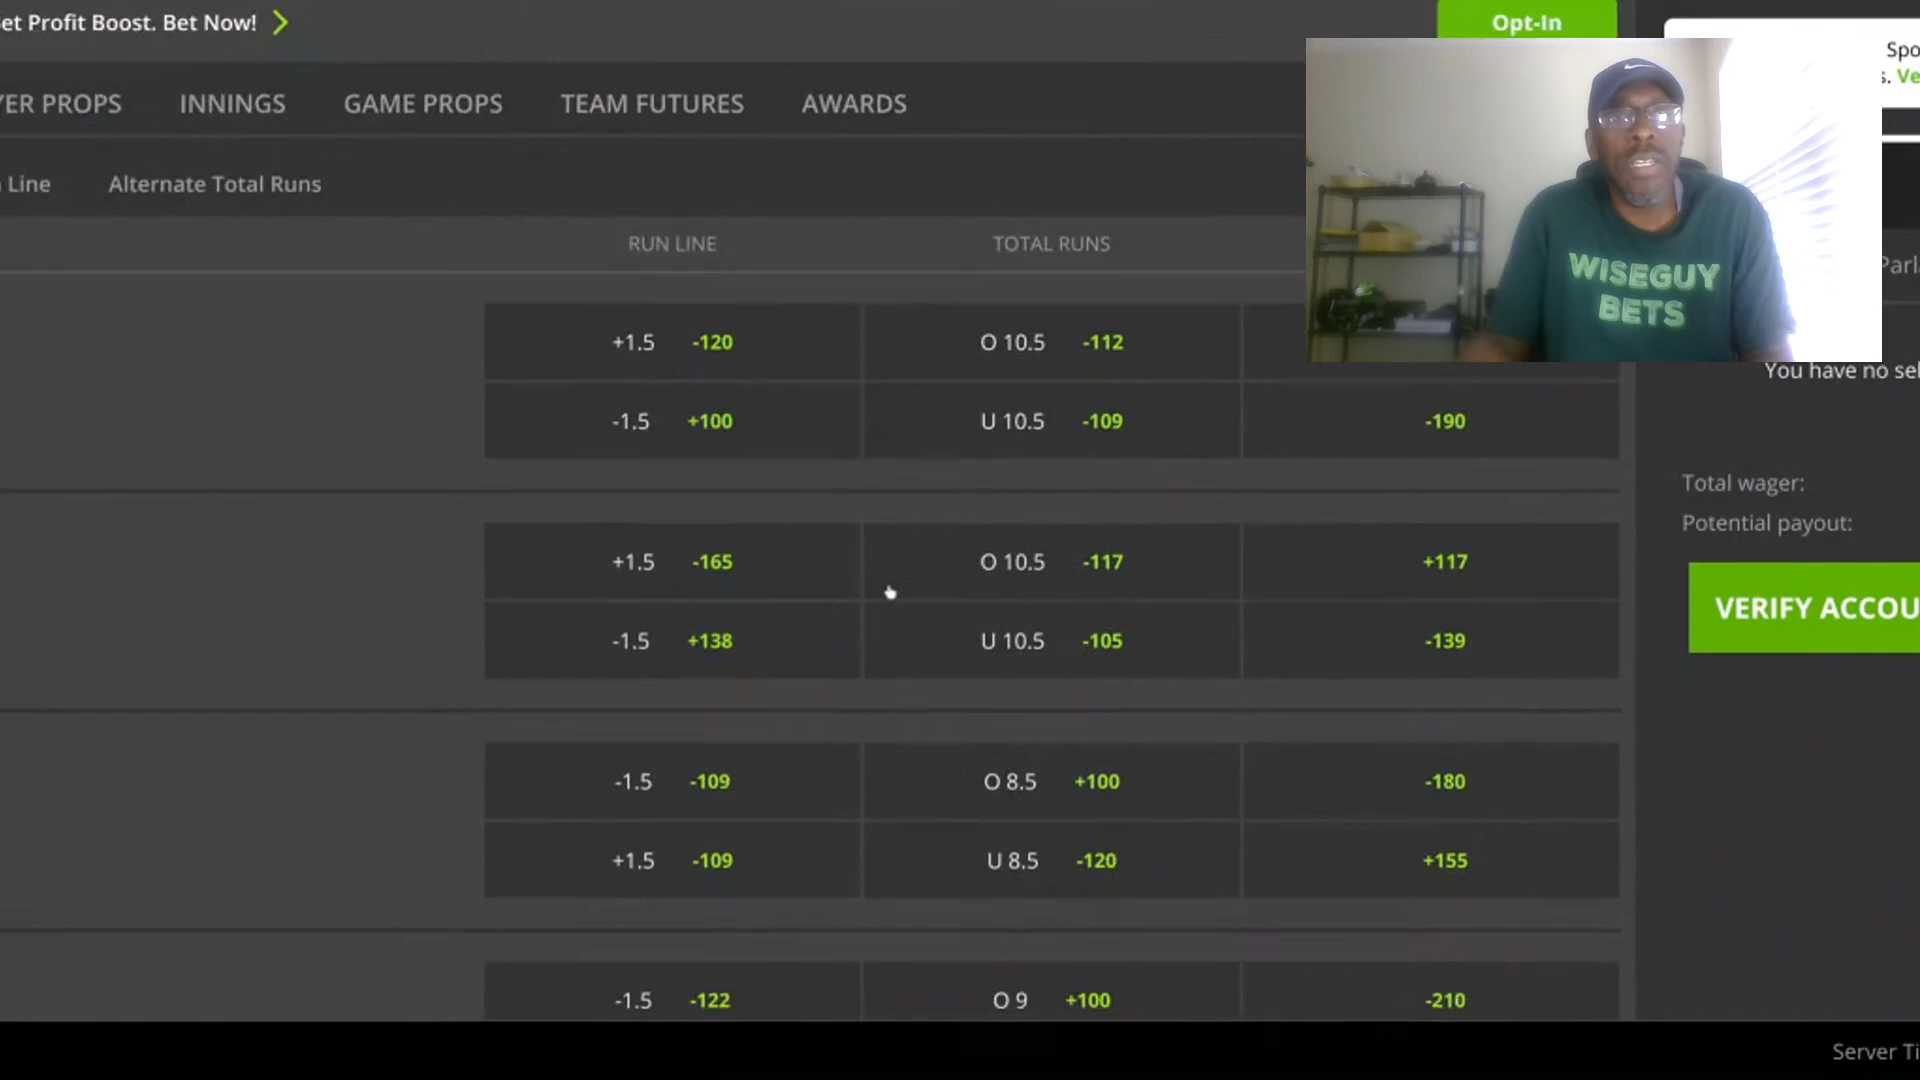 et Profit Boost. Bet Now!
Opt-In
Spo
s. Ve
YER PROPS INNINGS GAME PROPS TEAM FUTURES AWARDS
Line Alternate Total Runs
RUN LINE TOTAL RUNS
Parl
WISEGUY
BETS
+1.5 -120 O 10.5 -112
You have no sel
-1.5 +100 U 10.5 -109 -190
Total wager:
Potential payout:
+1.5 -165 O 10.5 -117 +117
VERIFY ACCOU
-1.5 +138 U 10.5 -105 -139
-1.5 -109 O 8.5 +100 -180
+1.5 -109 U 8.5 -120 +155
-1.5 -122 O 9 +100 -210
Server Ti